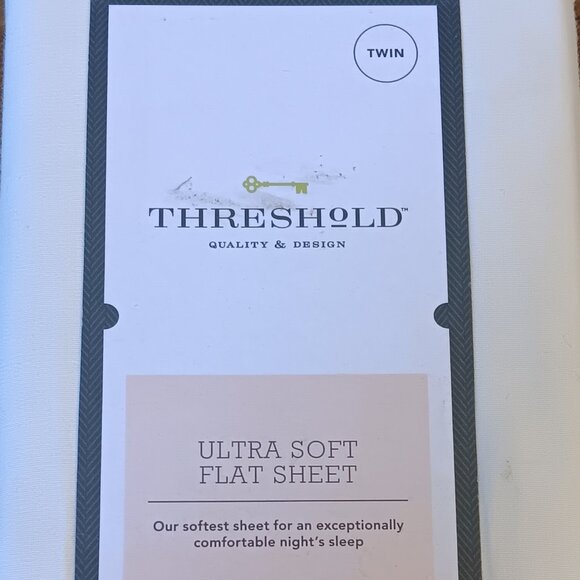 TWIN
THRESHOLD™
QUALITY & DESIGN
ULTRA SOFT
FLAT SHEET
Our softest sheet for an exceptionally
comfortable night's sleep